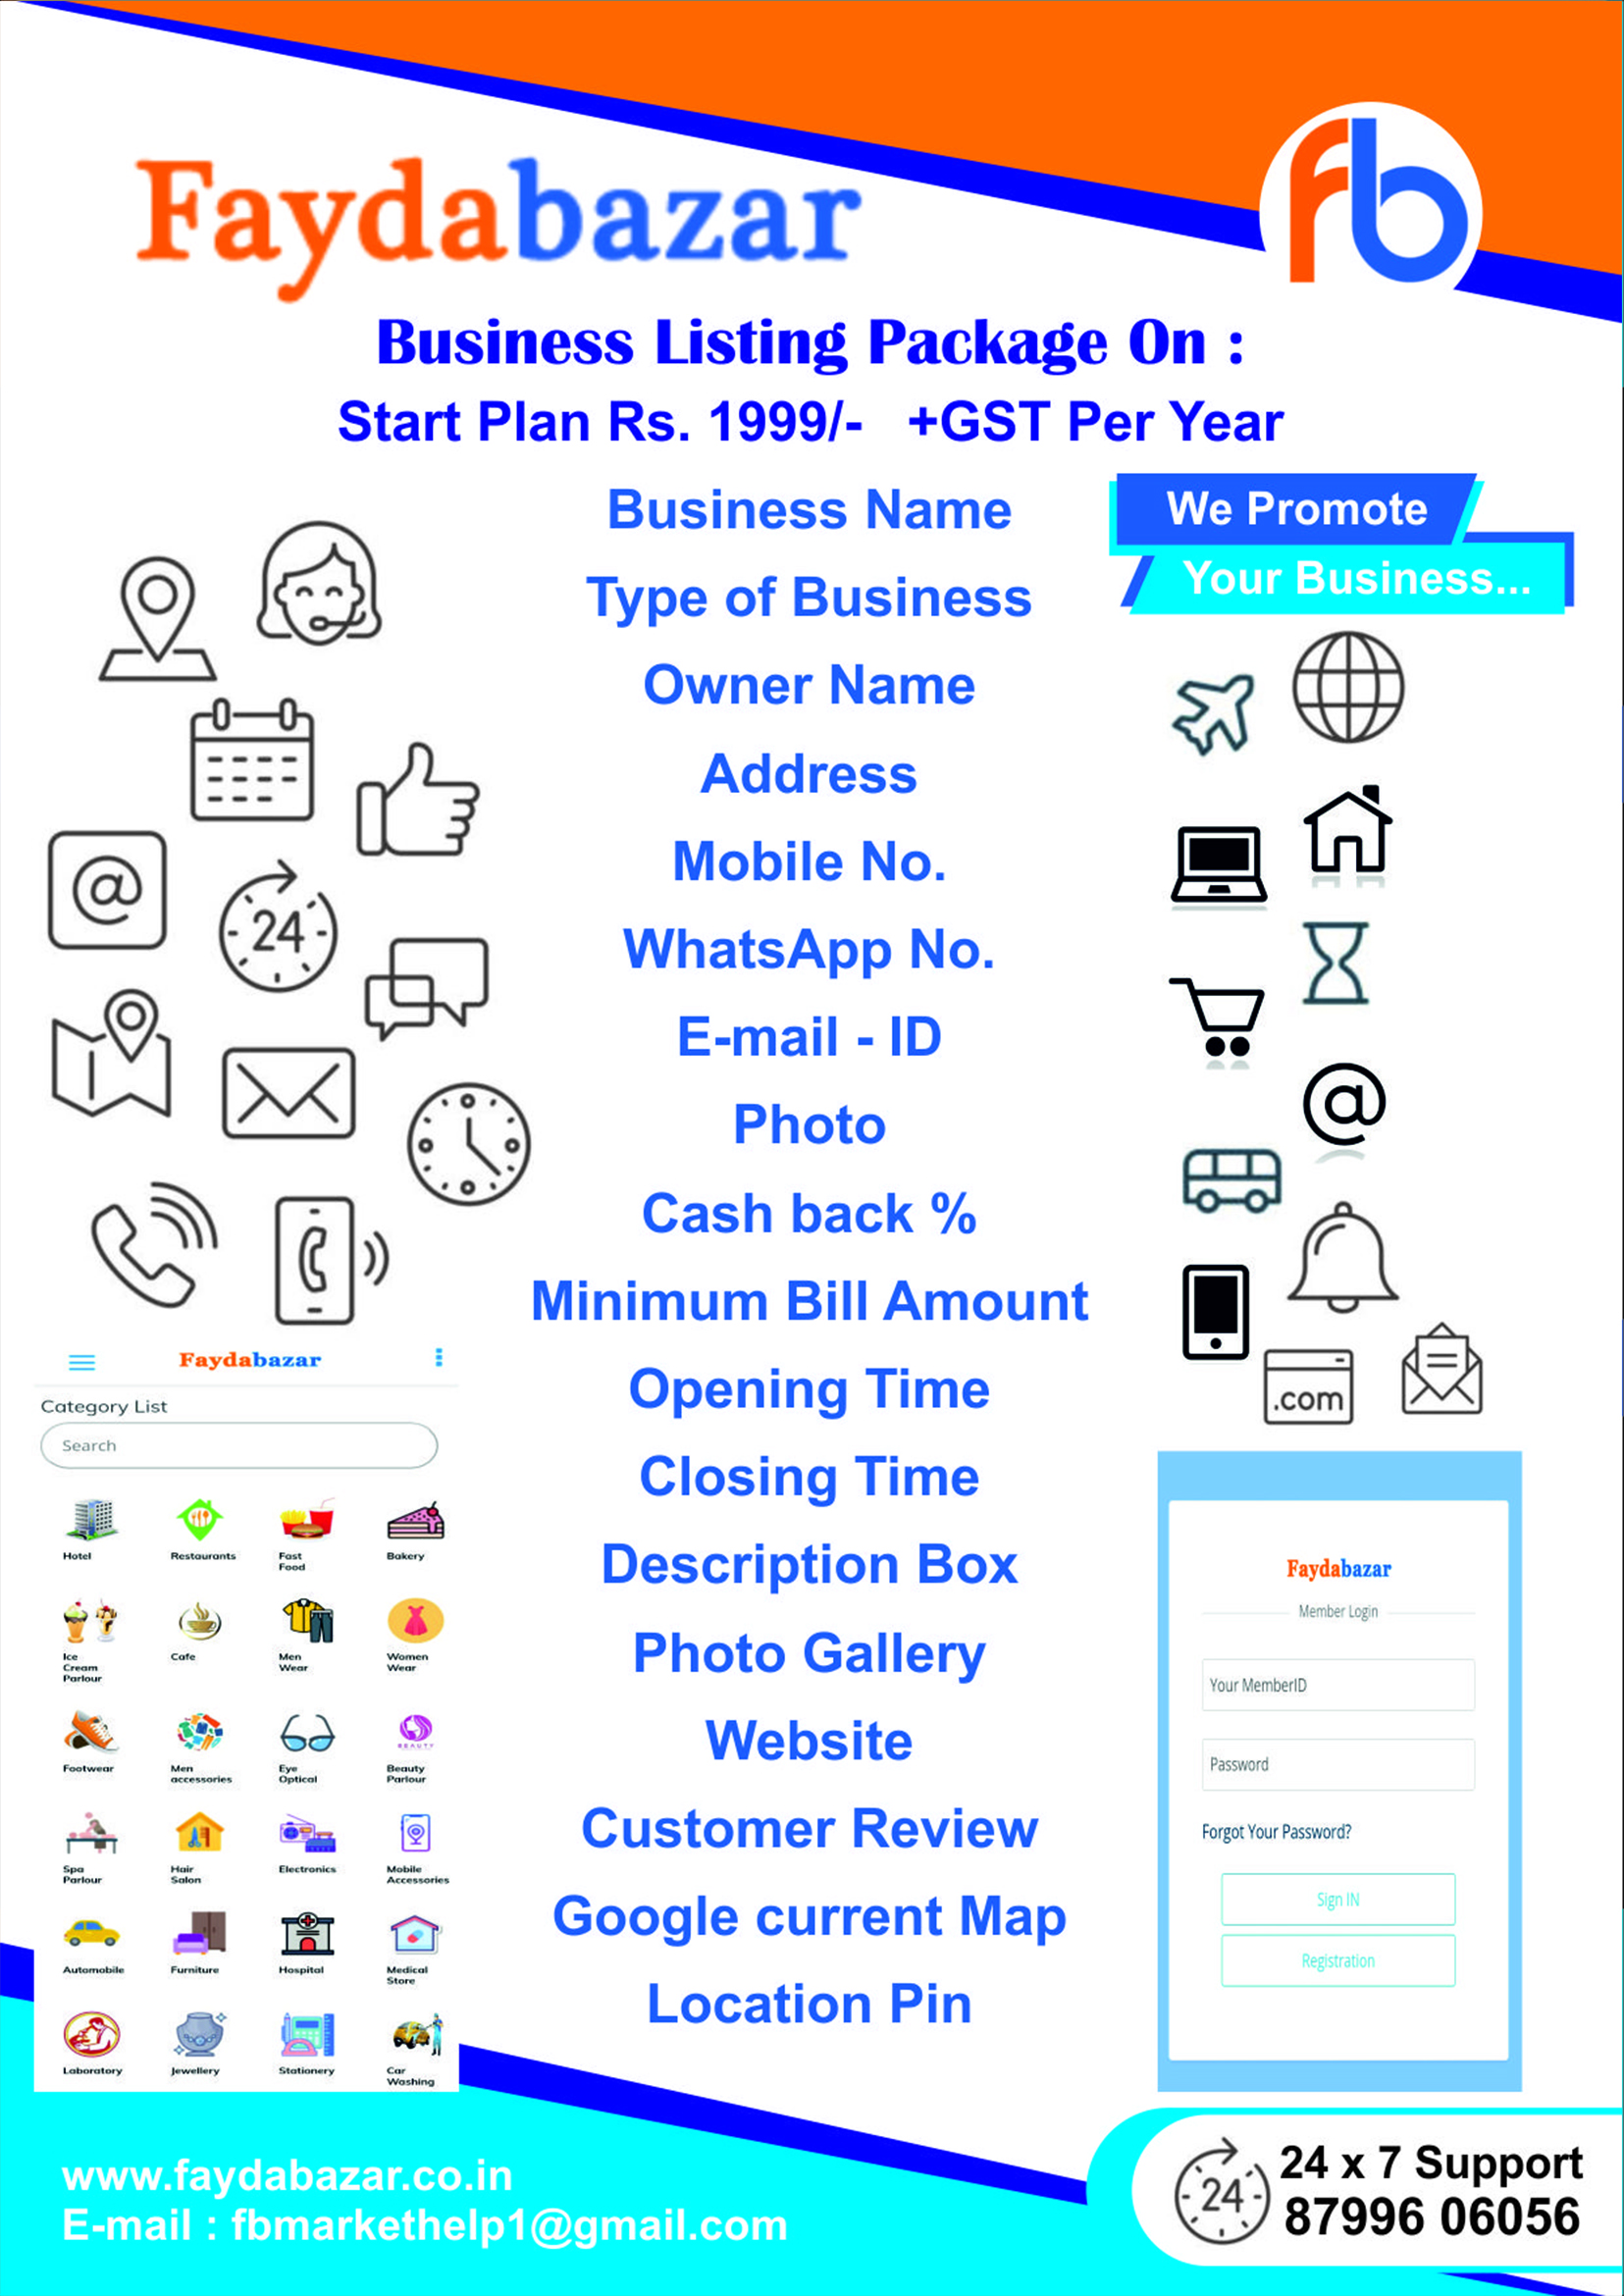 Faydabazar
fb
Business Listing Package On :
Start Plan Rs. 1999/- +GST Per Year
We Promote
Your Business...
Business Name
Type of Business
Owner Name
Address
Mobile No.
WhatsApp No.
E-mail - ID
Photo
Cash back %
Minimum Bill Amount
Opening Time
Closing Time
Description Box
Photo Gallery
Website
Customer Review
Google current Map
Location Pin
@
24
@
.com
Faydabazar
Category List
Search
Hotel
Restaurants
Fast
Food
Bakery
Ice
Cream
Parlour
Cafe
Men
Wear
Women
Wear
Footwear
Men
accessories
Eye
Optical
BEAUTY
Beauty
Parlour
Spa
Parlour
Hair
Salon
Electronics
Mobile
Accessories
Automobile
Furniture
Hospital
Medical
Store
Laboratory
Jewellery
Stationery
Car
Washing
Faydabazar
Member Login
Your MemberID
Password
Forgot Your Password?
Sign IN
Registration
www.faydabazar.co.in
E-mail : fbmarkethelp1@gmail.com
24
24 x 7 Support
87996 06056